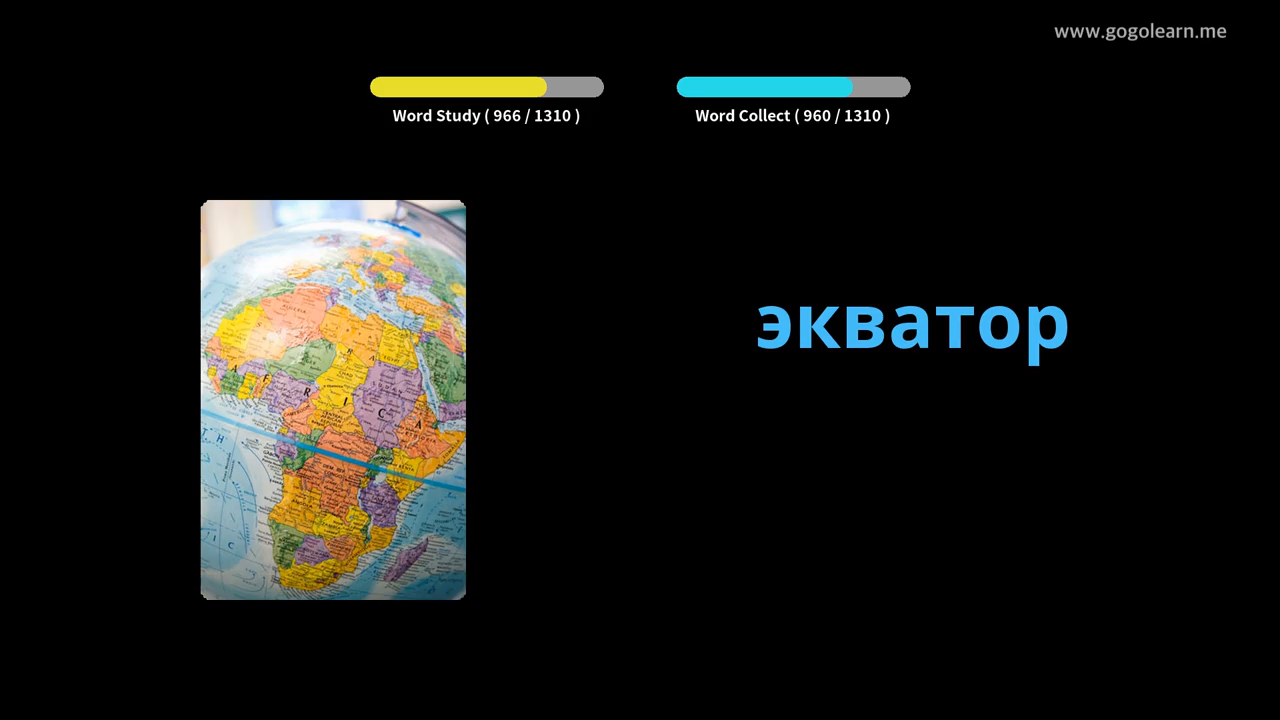 www.gogolearn.me
Word Study ( 966 / 1310 )
Word Collect ( 960 / 1310 )
экватор
A F R I C A